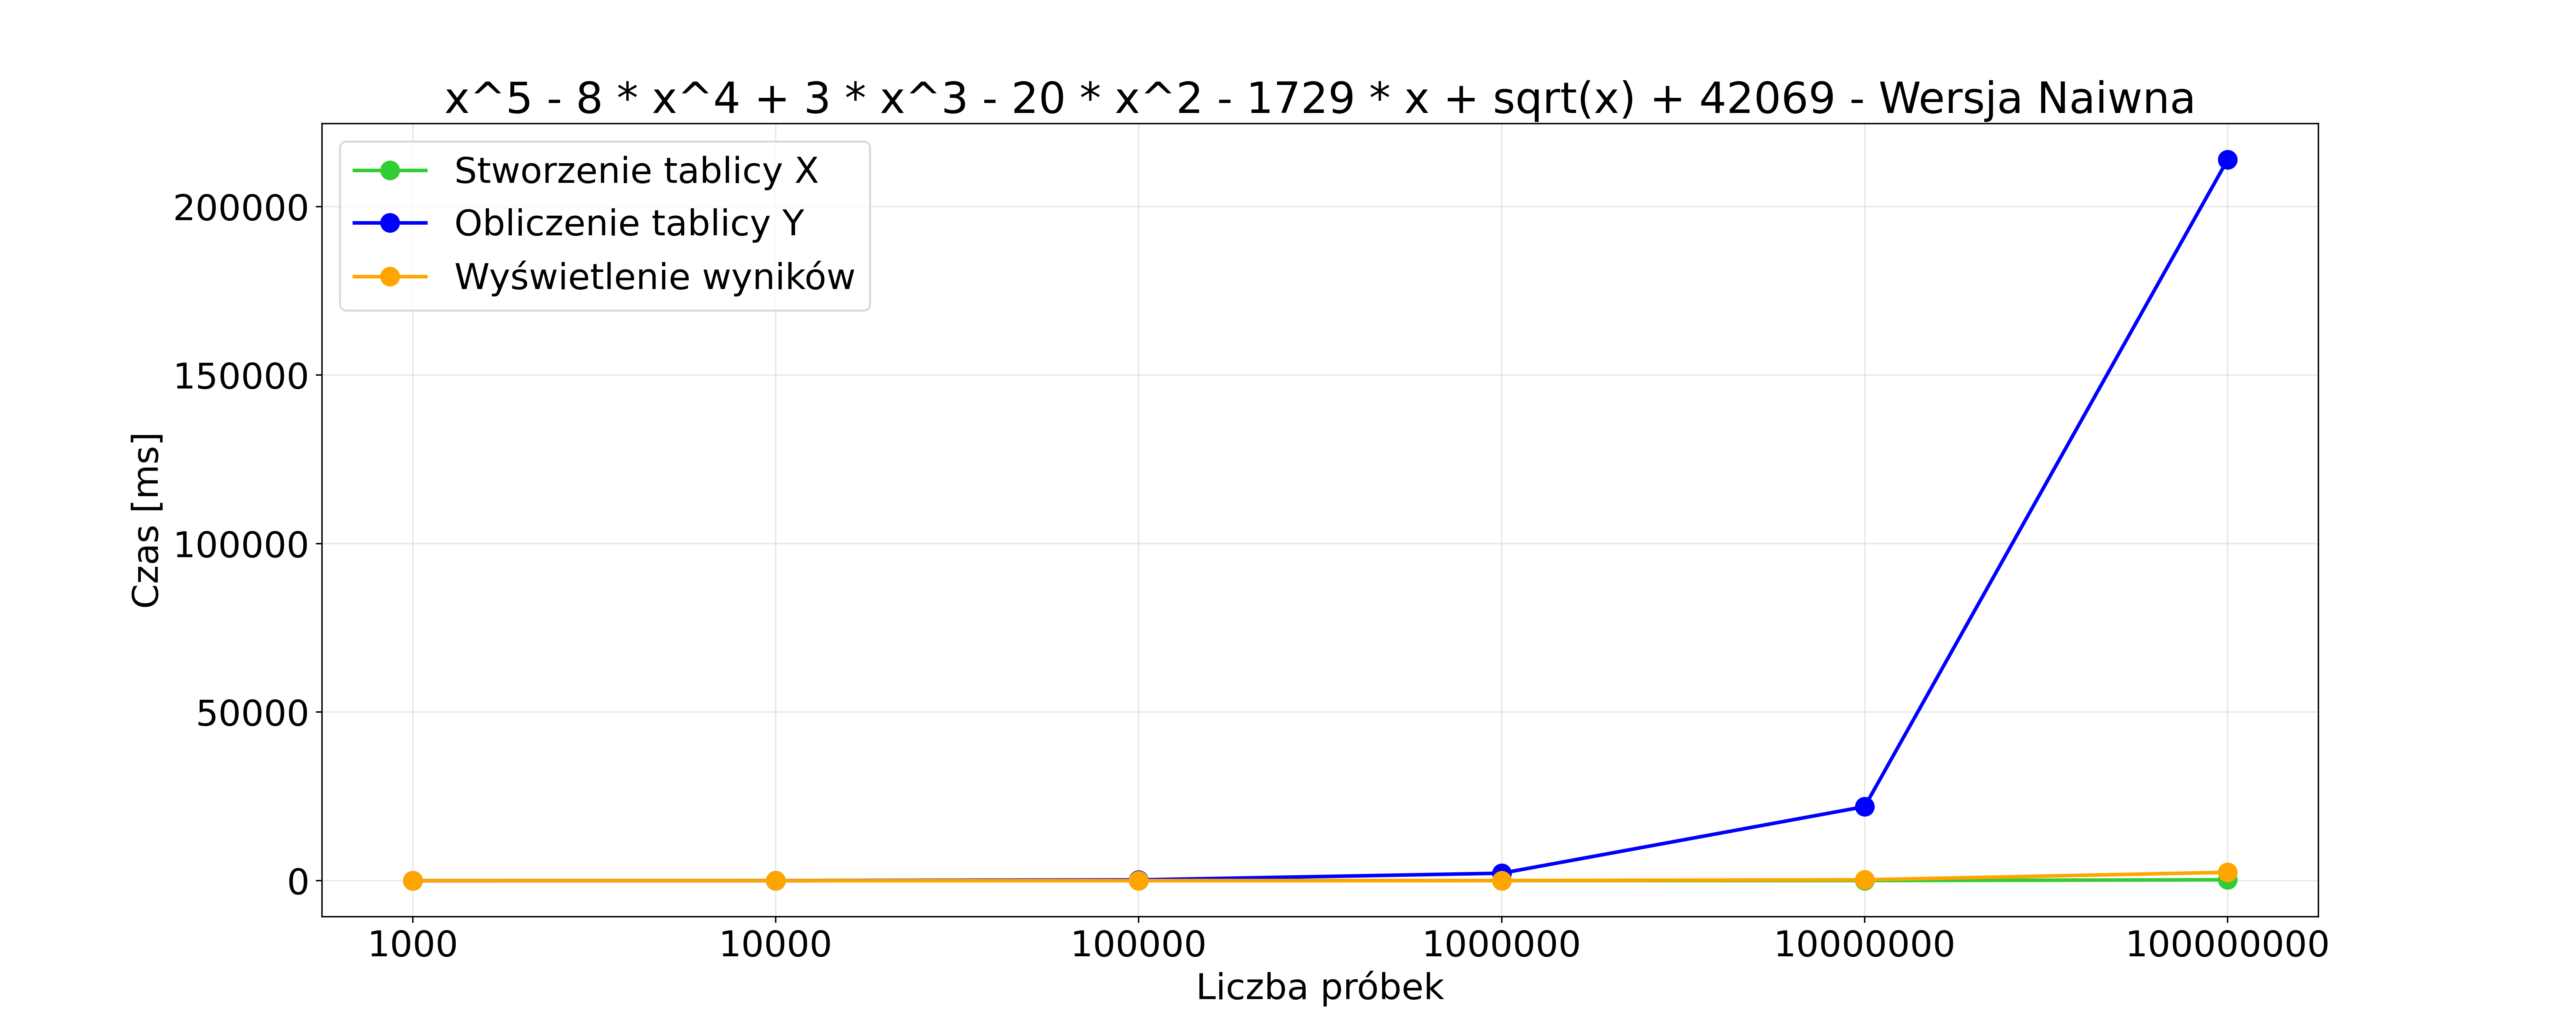 x^5 - 8 * x^4 + 3 * x^3 - 20 * x^2 - 1729 * x + sqrt(x) + 42069 - Wersja Naiwna
Stworzenie tablicy X
Obliczenie tablicy Y
Wyświetlenie wyników
200000
150000
100000
50000
0
Czas [ms]
1000 10000 100000 1000000 10000000 100000000
Liczba próbek